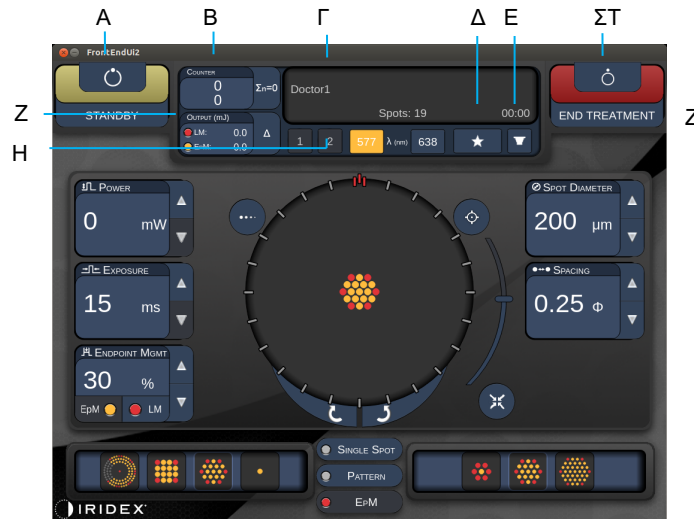 A B Γ Δ E ΣΤ
FrontEndUi2
COUNTER
0
0
Σn=0
Doctor1
Spots: 19 00:00
STANDBY
END TREATMENT
Z
Z
OUTPUT (mJ)
LM: 0.0
EPM: 0.0
Δ
H
1 2 577 λ (nm) 638
POWER
0 mW
SPOT DIAMETER
200 μm
EXPOSURE
15 ms
SPACING
0.25 Φ
ENDPOINT MGMT
30 %
EpM LM
SINGLE SPOT
PATTERN
EPM
IRIDEX